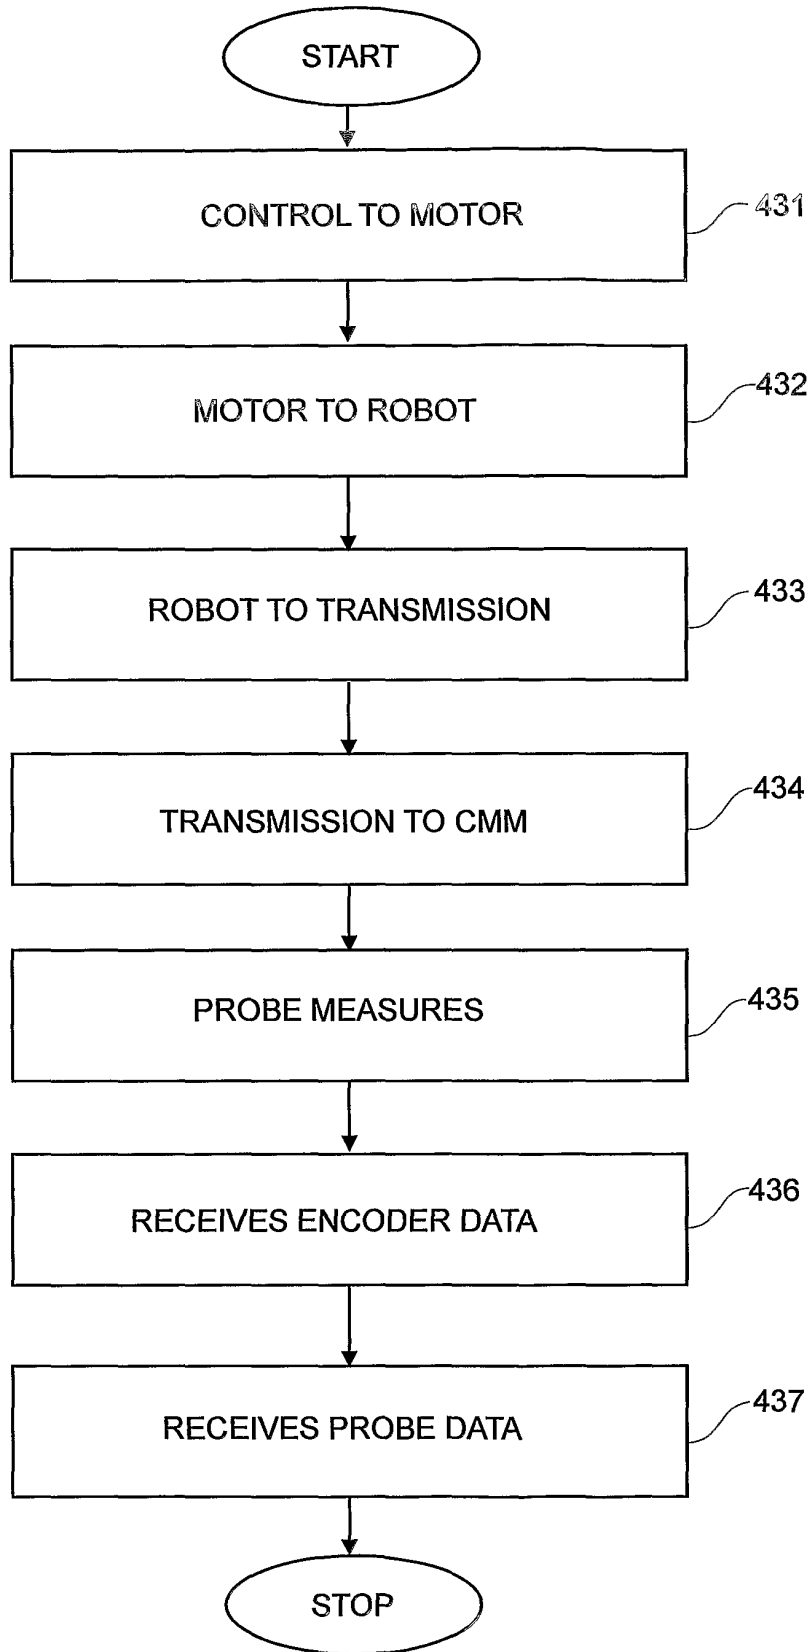 START
CONTROL TO MOTOR
431
MOTOR TO ROBOT
432
ROBOT TO TRANSMISSION
433
TRANSMISSION TO CMM
434
PROBE MEASURES
435
RECEIVES ENCODER DATA
436
RECEIVES PROBE DATA
437
STOP